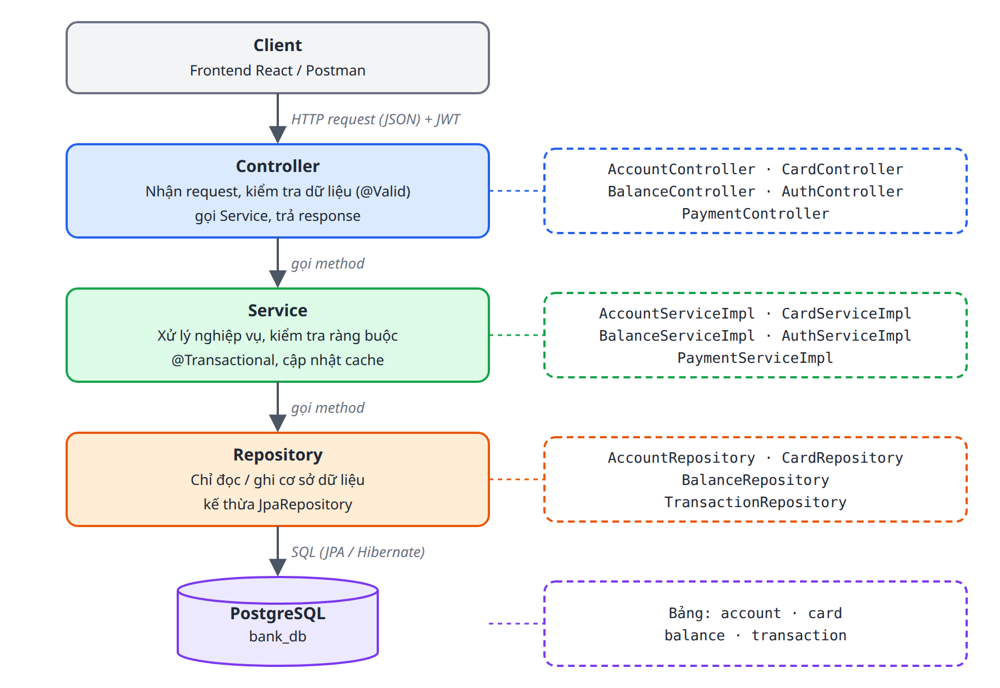 Client
Frontend React / Postman
HTTP request (JSON) + JWT
Controller
Nhận request, kiểm tra dữ liệu (@Valid)
gọi Service, trả response
AccountController · CardController
BalanceController · AuthController
PaymentController
gọi method
Service
Xử lý nghiệp vụ, kiểm tra ràng buộc
@Transactional, cập nhật cache
AccountServiceImpl · CardServiceImpl
BalanceServiceImpl · AuthServiceImpl
PaymentServiceImpl
gọi method
Repository
Chỉ đọc / ghi cơ sở dữ liệu
kế thừa JpaRepository
AccountRepository · CardRepository
BalanceRepository
TransactionRepository
SQL (JPA / Hibernate)
PostgreSQL
bank_db
Bảng: account · card
balance · transaction